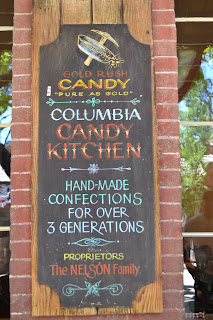 GOLD RUSH
CANDY
"PURE AS GOLD"
COLUMBIA
CANDY
KITCHEN
HAND-MADE
CONFECTIONS
FOR OVER
3 GENERATIONS
PROPRIETORS
The NELSON Family